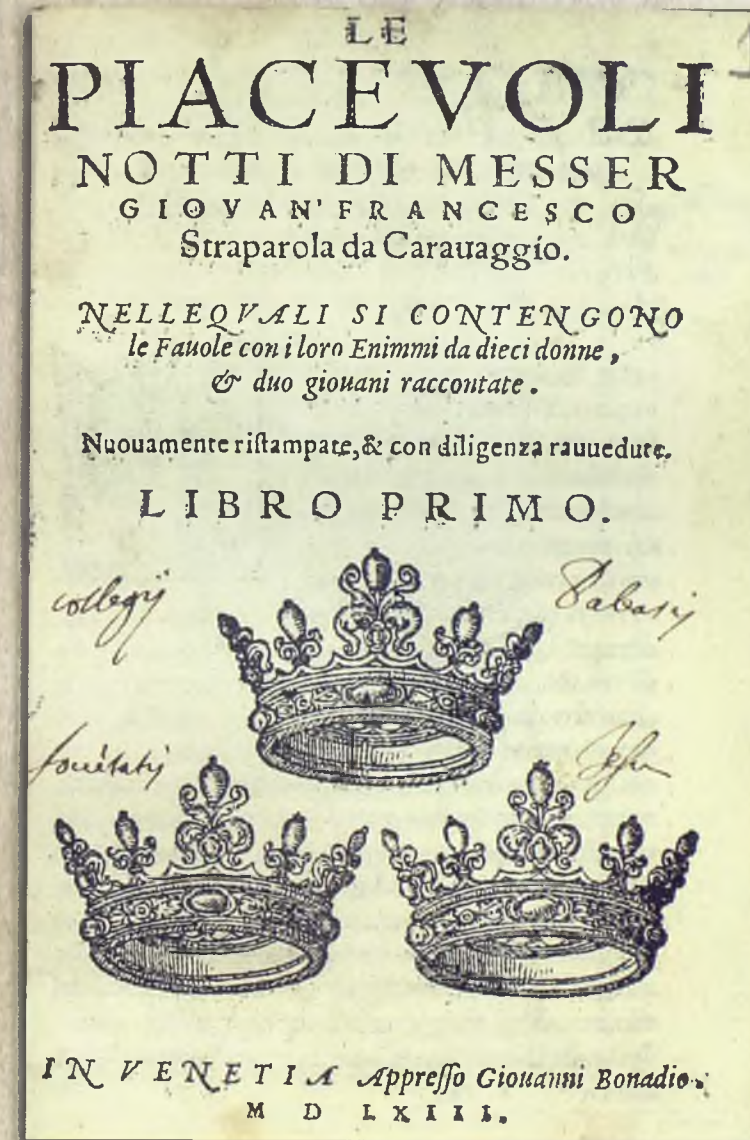 LE
PIACEVOLI
NOTTI DI MESSER
GIOVAN' FRANCESCO
Straparola da Carauaggio.
NELLEQVALI SI CONTENGONO
le Fauole con i loro Enimmi da dieci donne,
& duo giouani raccontate.
Nuouamente riſtampate, & con diligenza rauuedute.
LIBRO PRIMO.
collegij
societatis
IN VENETIA Appreſſo Giouanni Bonadio.
M D LXIII.